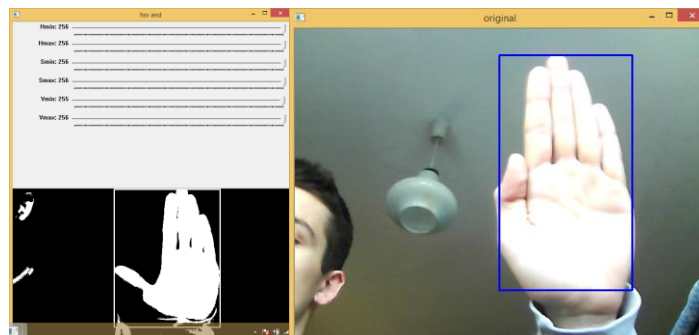 hsv and
Hmin: 256
Hmax: 256
Smin: 256
Smax: 256
Vmin: 255
Vmax: 256
original